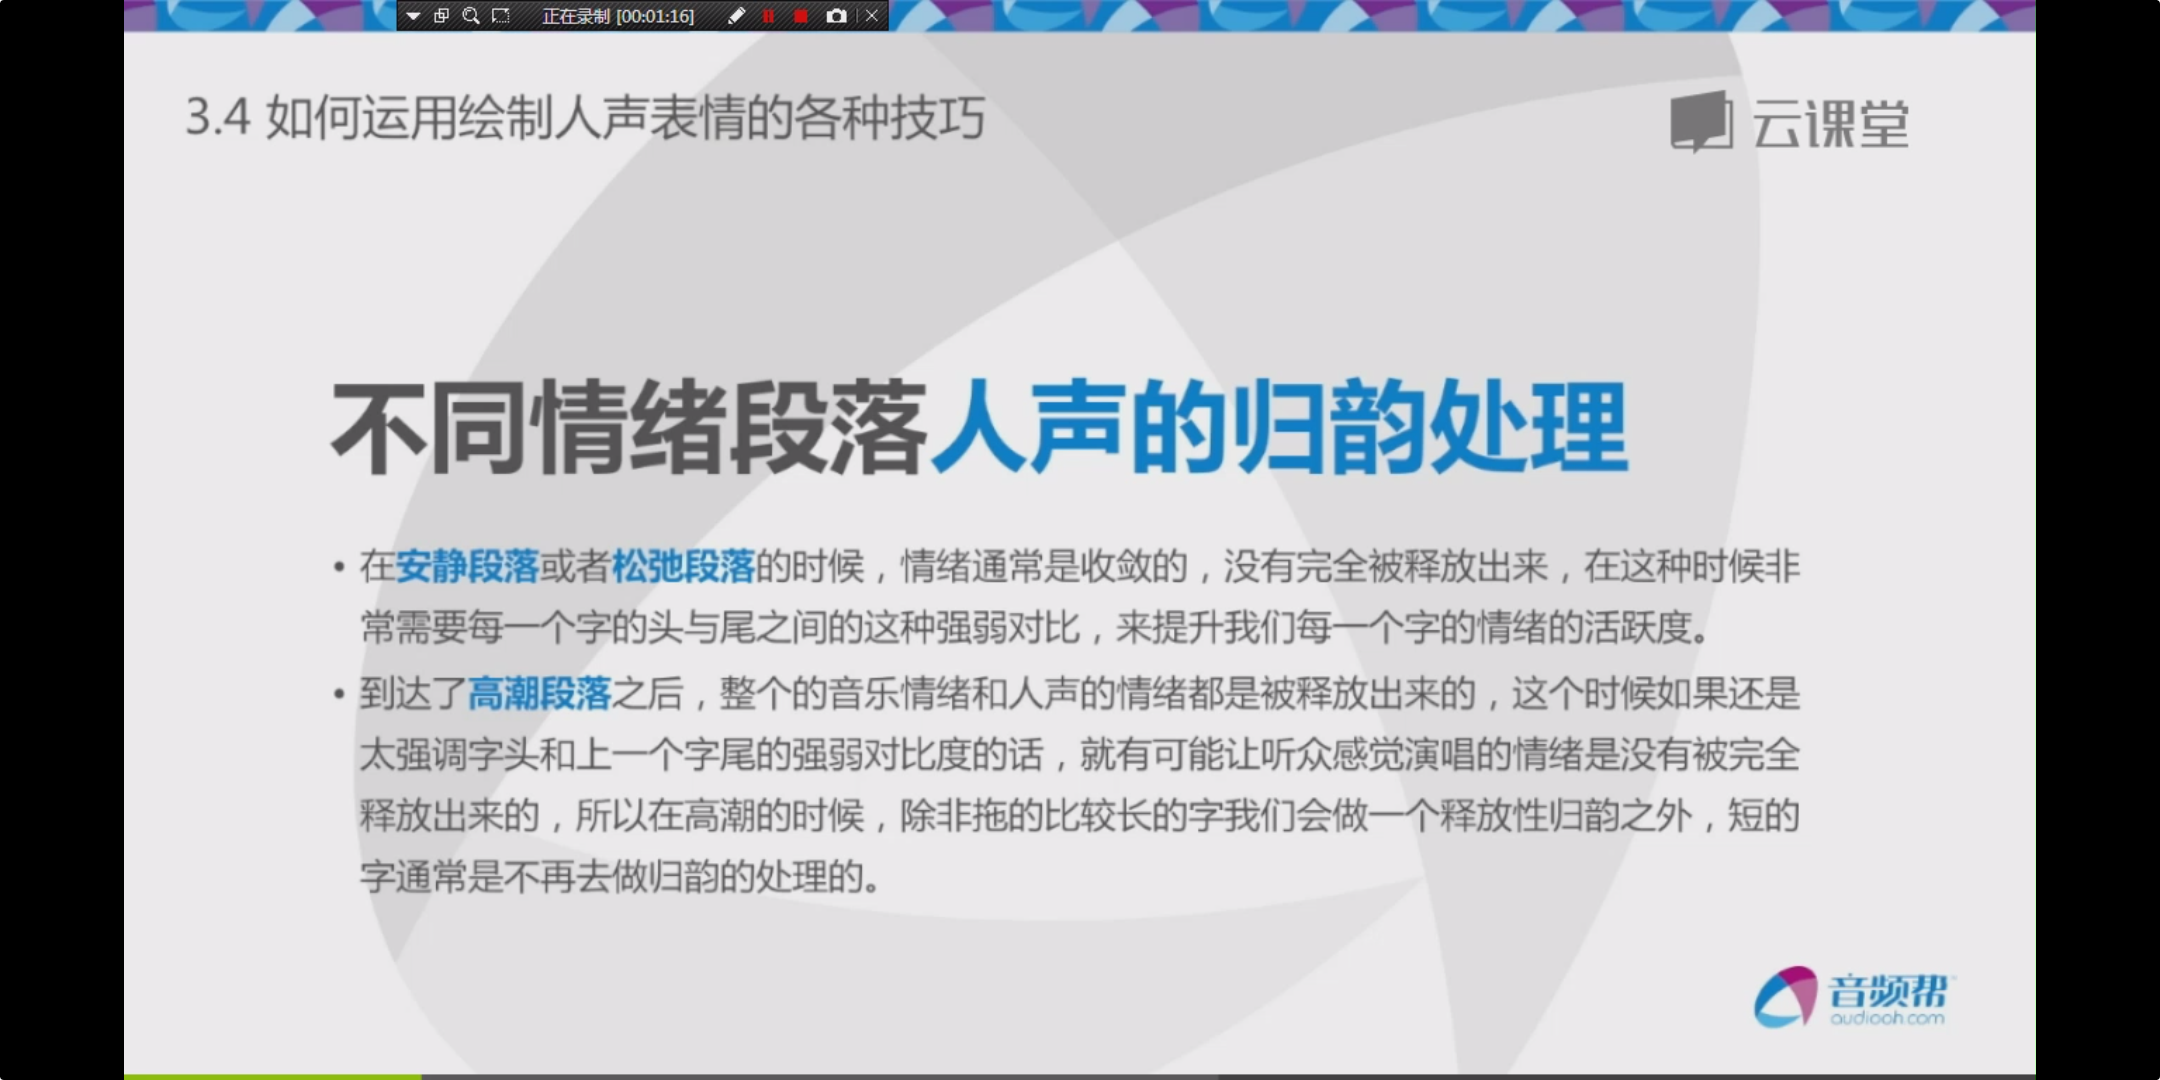 正在录制 [00:01:16]
3.4 如何运用绘制人声表情的各种技巧
云课堂
不同情绪段落人声的归韵处理
• 在安静段落或者松弛段落的时候，情绪通常是收敛的，没有完全被释放出来，在这种时候非
常需要每一个字的头与尾之间的这种强弱对比，来提升我们每一个字的情绪的活跃度。
• 到达了高潮段落之后，整个的音乐情绪和人声的情绪都是被释放出来的，这个时候如果还是
太强调字头和上一个字尾的强弱对比度的话，就有可能让听众感觉演唱的情绪是没有被完全
释放出来的，所以在高潮的时候，除非拖的比较长的字我们会做一个释放性归韵之外，短的
字通常是不再去做归韵的处理的。
音频帮
audiooh.com